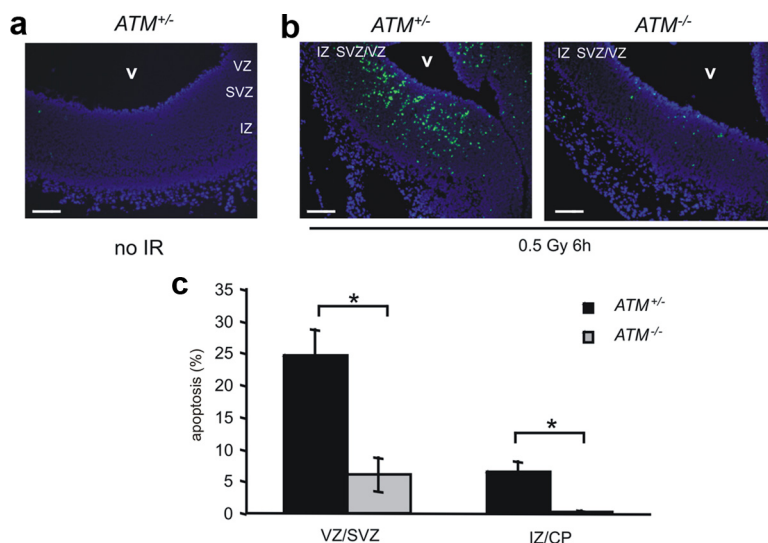 a
ATM+/-
V
VZ
SVZ
IZ
no IR
b
ATM+/-
IZ SVZ/VZ
V
ATM-/-
IZ SVZ/VZ
V
0.5 Gy 6h
c
apoptosis (%)
35
30
25
20
15
10
5
0
*
*
ATM+/-
ATM-/-
VZ/SVZ
IZ/CP